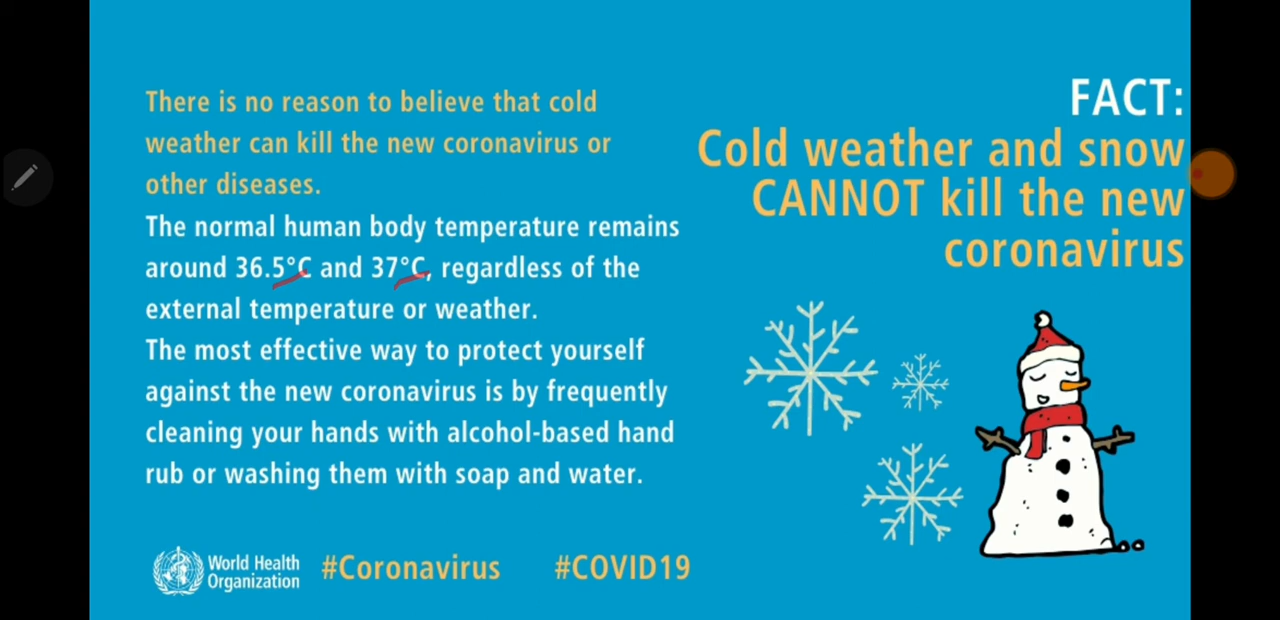 There is no reason to believe that cold
weather can kill the new coronavirus or
other diseases.
The normal human body temperature remains
around 36.5°C and 37°C, regardless of the
external temperature or weather.
The most effective way to protect yourself
against the new coronavirus is by frequently
cleaning your hands with alcohol-based hand
rub or washing them with soap and water.
FACT:
Cold weather and snow
CANNOT kill the new
coronavirus
World Health
Organization
#Coronavirus
#COVID19